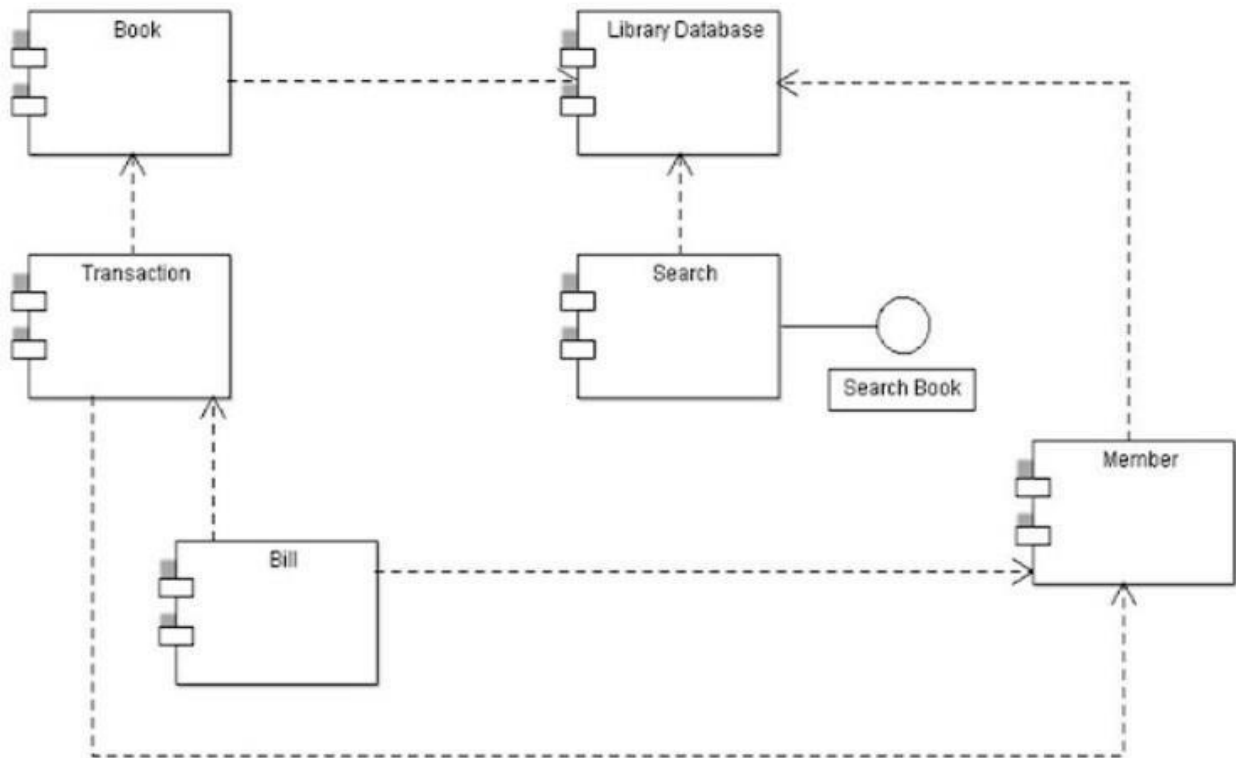 Book
Library Database
Transaction
Search
Search Book
Member
Bill